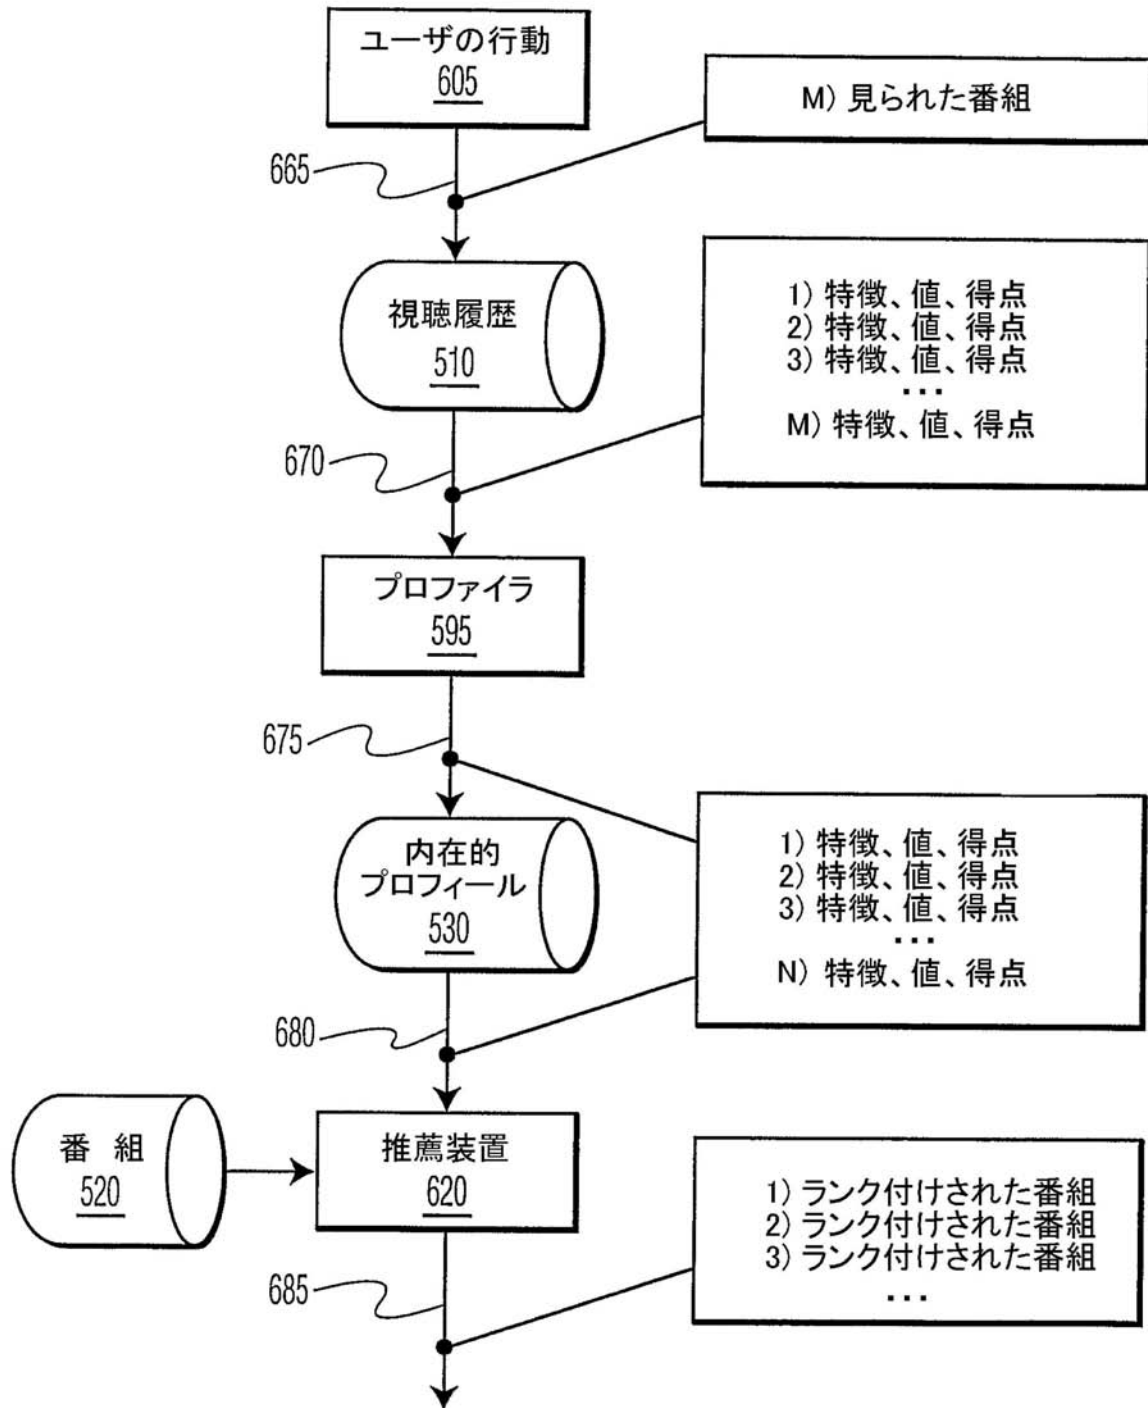 ユーザの行動
605
M) 見られた番組
665
視聴履歴
510
1) 特徴、値、得点
2) 特徴、値、得点
3) 特徴、値、得点
...
M) 特徴、値、得点
670
プロファイラ
595
675
内在的
プロフィール
530
1) 特徴、値、得点
2) 特徴、値、得点
3) 特徴、値、得点
...
N) 特徴、値、得点
680
番 組
520
推薦装置
620
1) ランク付けされた番組
2) ランク付けされた番組
3) ランク付けされた番組
...
685